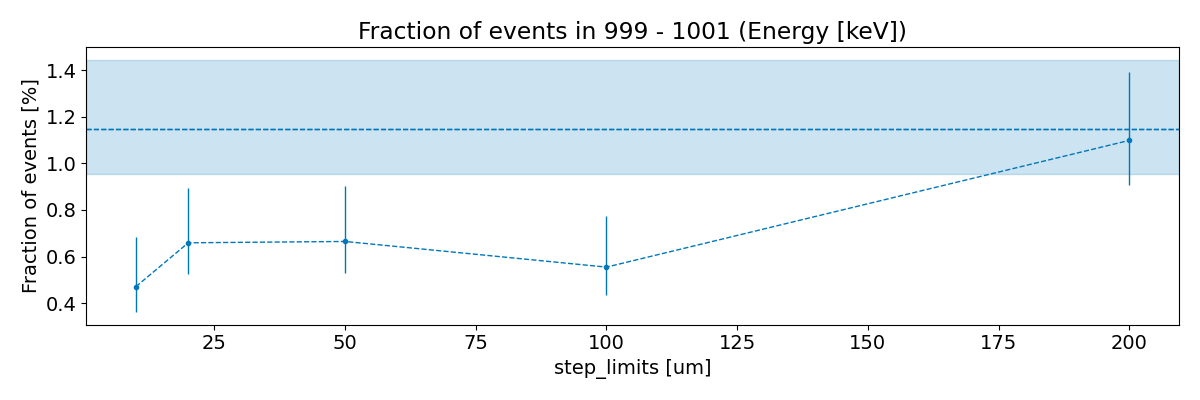 Fraction of events in 999 - 1001 (Energy [keV])
Fraction of events [%]
1.4
1.2
1.0
0.8
0.6
0.4
25 50 75 100 125 150 175 200
step_limits [um]